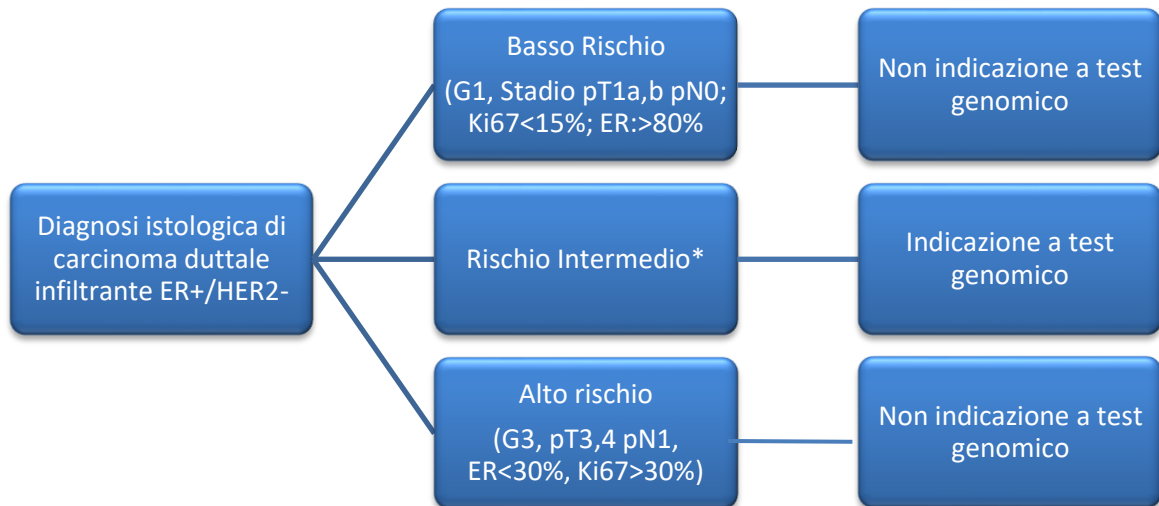 Diagnosi istologica di
carcinoma duttale
infiltrante ER+/HER2-
Basso Rischio
(G1, Stadio pT1a,b pN0;
Ki67<15%; ER:>80%
Non indicazione a test
genomico
Rischio Intermedio*
Indicazione a test
genomico
Alto rischio
(G3, pT3,4 pN1,
ER<30%, Ki67>30%)
Non indicazione a test
genomico